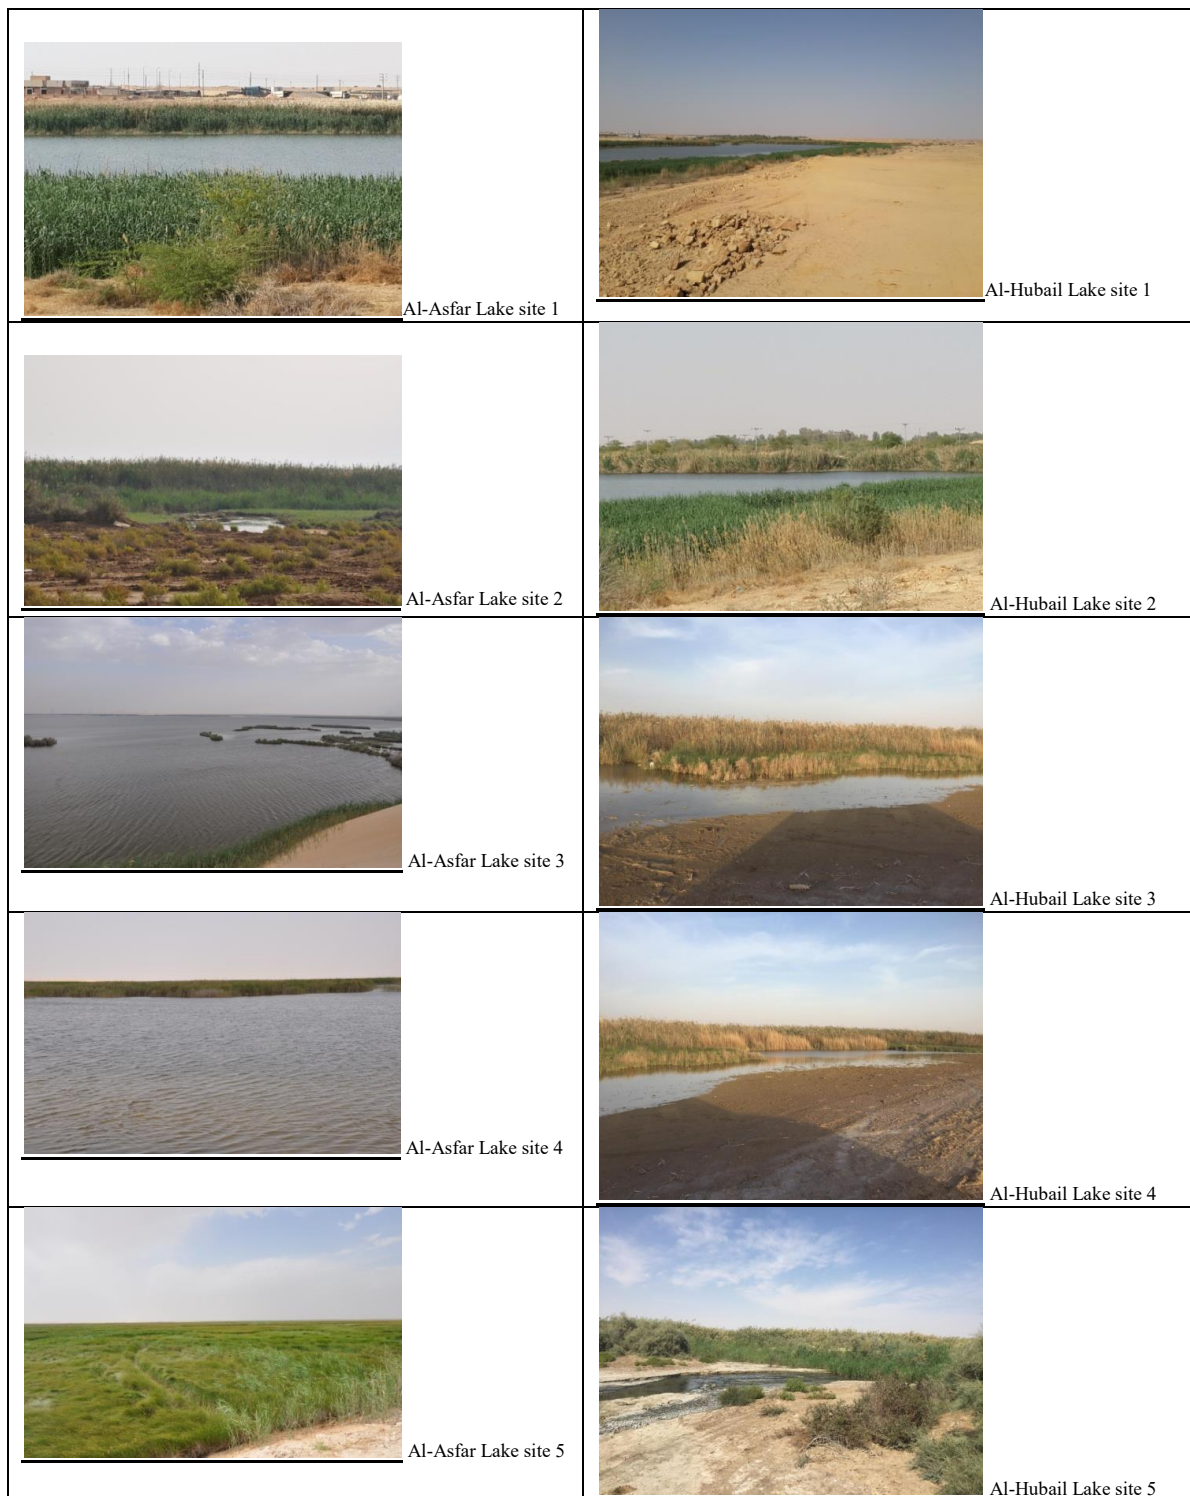 Al-Asfar Lake site 1
Al-Hubail Lake site 1
Al-Asfar Lake site 2
Al-Hubail Lake site 2
Al-Asfar Lake site 3
Al-Hubail Lake site 3
Al-Asfar Lake site 4
Al-Hubail Lake site 4
Al-Asfar Lake site 5
Al-Hubail Lake site 5